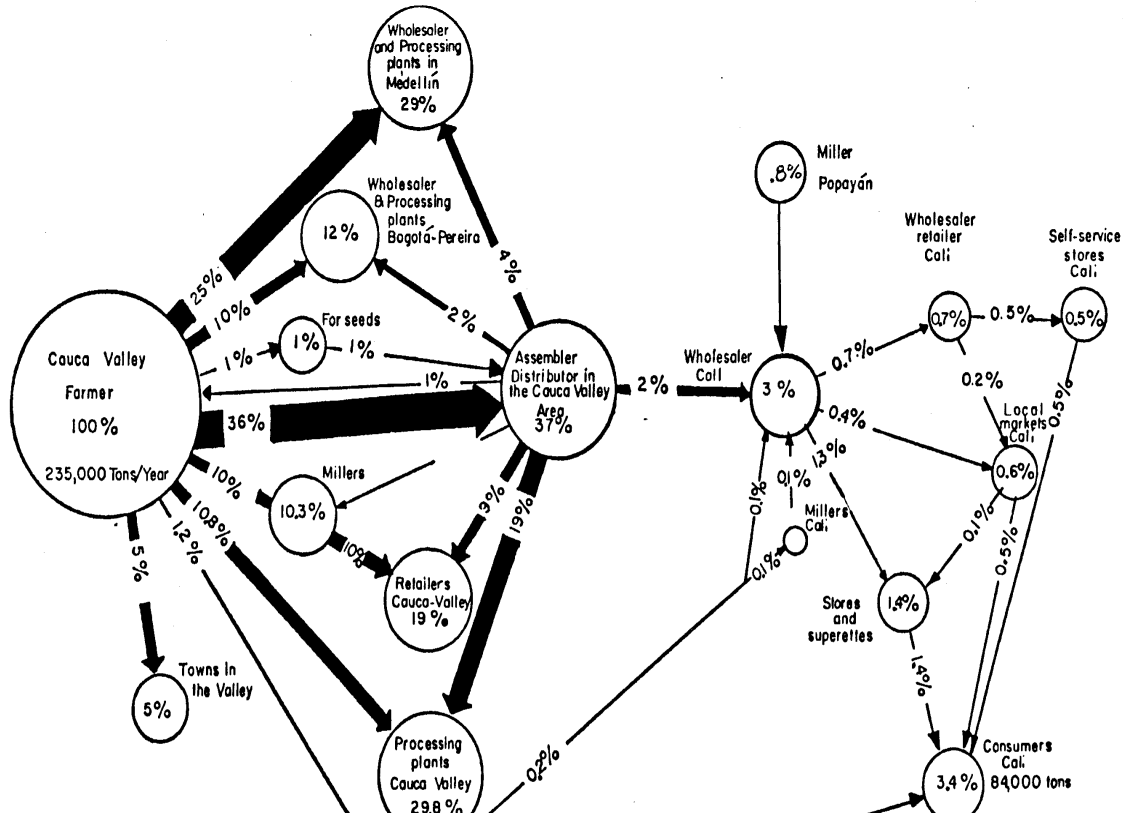 Wholesaler
and Processing
plants in
Medellín
29%
Wholesaler
& Processing
plants
Bogotá-Pereira
12%
25%
10%
4%
2%
For seeds
1%
1%
1%
1%
Cauca Valley
Farmer
100%
235,000 Tons/Year
36%
Assembler
Distributor in
the Cauca Valley
Area
37%
2%
10%
Millers
10.3%
10%
10.8%
1.2%
5%
Towns In
the Valley
5%
Retailers
Cauca-Valley
19%
19%
Processing
plants
Cauca Valley
29.8%
0.2%
Miller
Popayán
.8%
Wholesaler
Call
3%
0.7%
0.4%
1.3%
0.1%
0.1%
0.1%
Millers
Cali
Wholesaler
retailer
Cali
0.7%
0.5%
Self-service
stores
Cali
0.5%
0.2%
0.5%
Local
markets
Cali
0.6%
0.1%
0.5%
Stores
and
superettes
1.4%
1.4%
Consumers
Cali
84,000 tons
3.4%